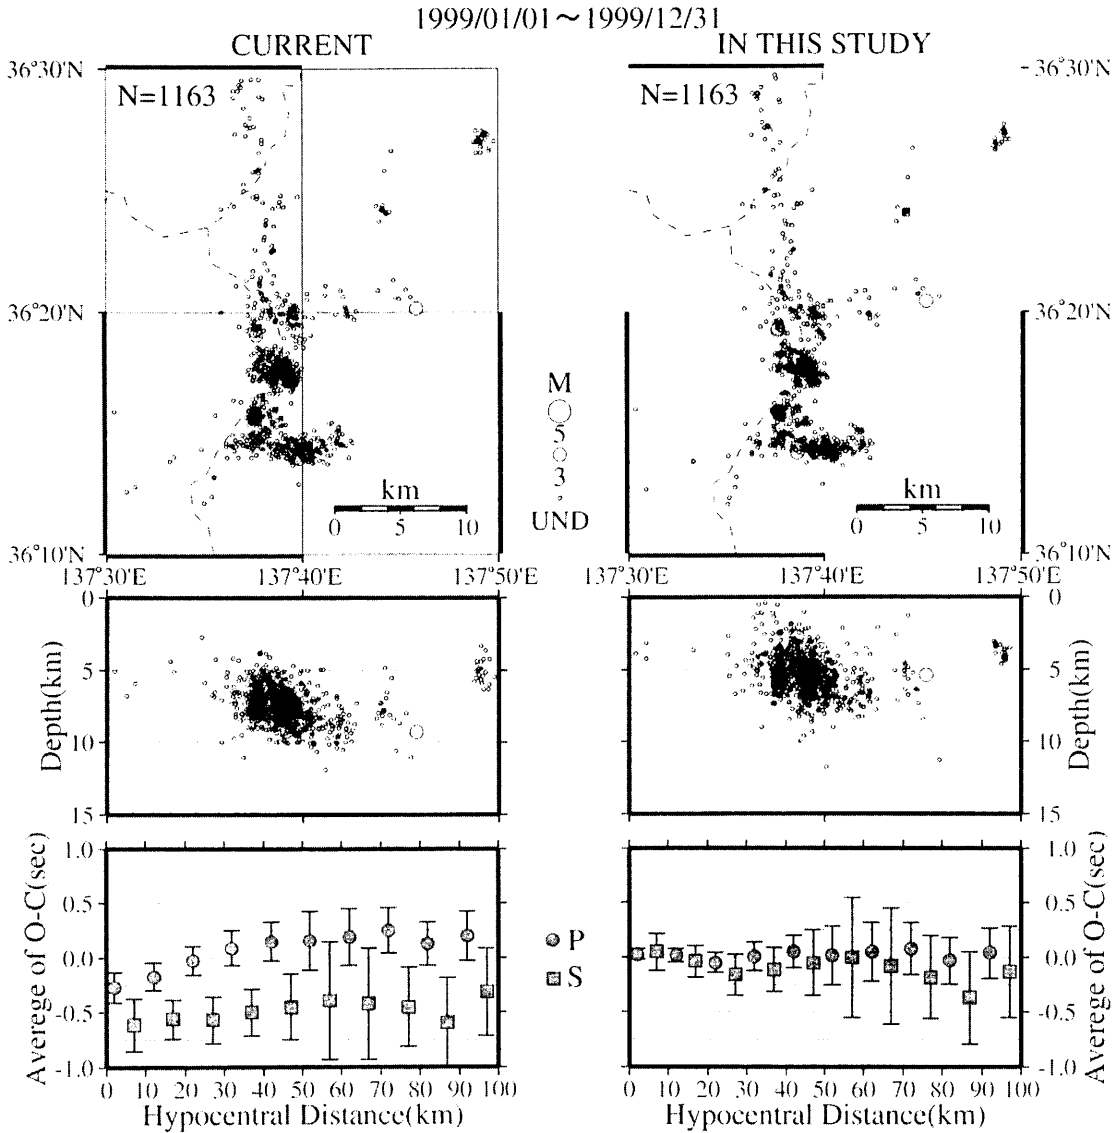 1999/01/01～1999/12/31
CURRENT
IN THIS STUDY
36°30'N
N=1163
N=1163
36°30'N
36°20'N
36°20'N
M
5
3
UND
km
0 5 10
km
0 5 10
36°10'N
36°10'N
137°30'E 137°40'E 137°50'E
137°30'E 137°40'E 137°50'E
0
5
10
15
Depth(km)
0
5
10
15
Depth(km)
1.0
0.5
0.0
-0.5
-1.0
Averege of O-C(sec)
P
S
1.0
0.5
0.0
-0.5
-1.0
Averege of O-C(sec)
0 10 20 30 40 50 60 70 80 90 100
0 10 20 30 40 50 60 70 80 90 100
Hypocentral Distance(km)
Hypocentral Distance(km)